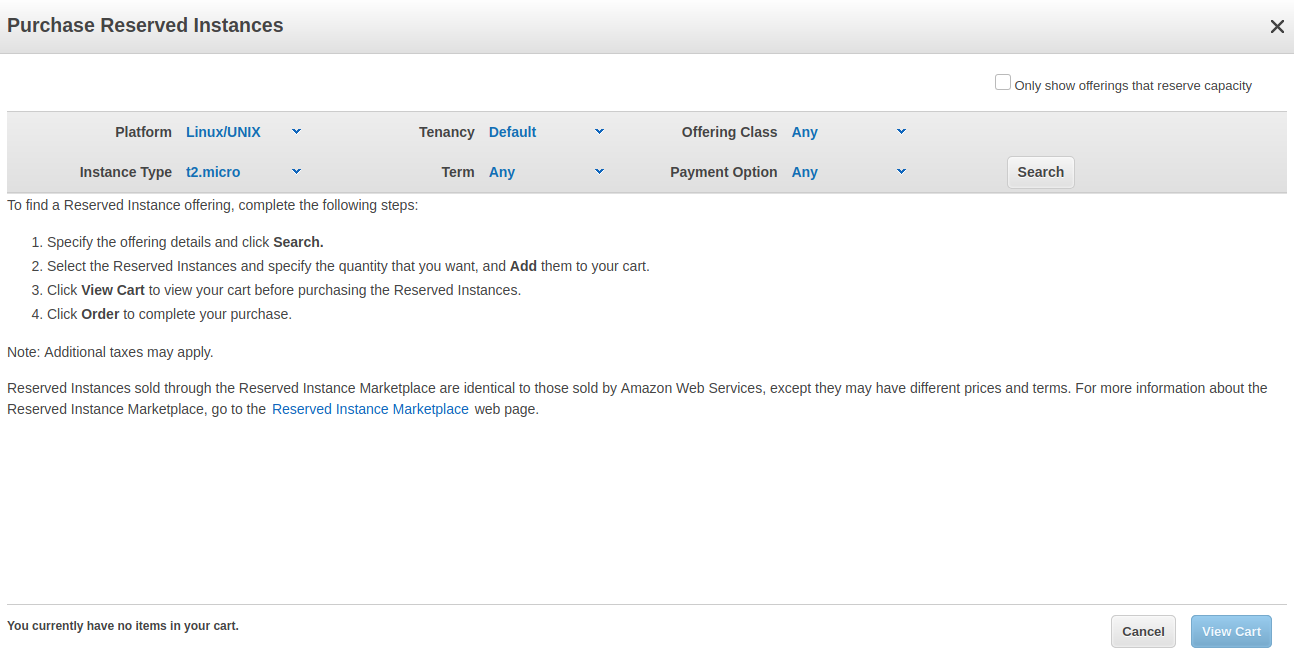 Purchase Reserved Instances
Only show offerings that reserve capacity
Platform Linux/UNIX Tenancy Default Offering Class Any
Instance Type t2.micro Term Any Payment Option Any Search
To find a Reserved Instance offering, complete the following steps:
1. Specify the offering details and click Search.
2. Select the Reserved Instances and specify the quantity that you want, and Add them to your cart.
3. Click View Cart to view your cart before purchasing the Reserved Instances.
4. Click Order to complete your purchase.
Note: Additional taxes may apply.
Reserved Instances sold through the Reserved Instance Marketplace are identical to those sold by Amazon Web Services, except they may have different prices and terms. For more information about the
Reserved Instance Marketplace, go to the Reserved Instance Marketplace web page.
You currently have no items in your cart.
Cancel View Cart